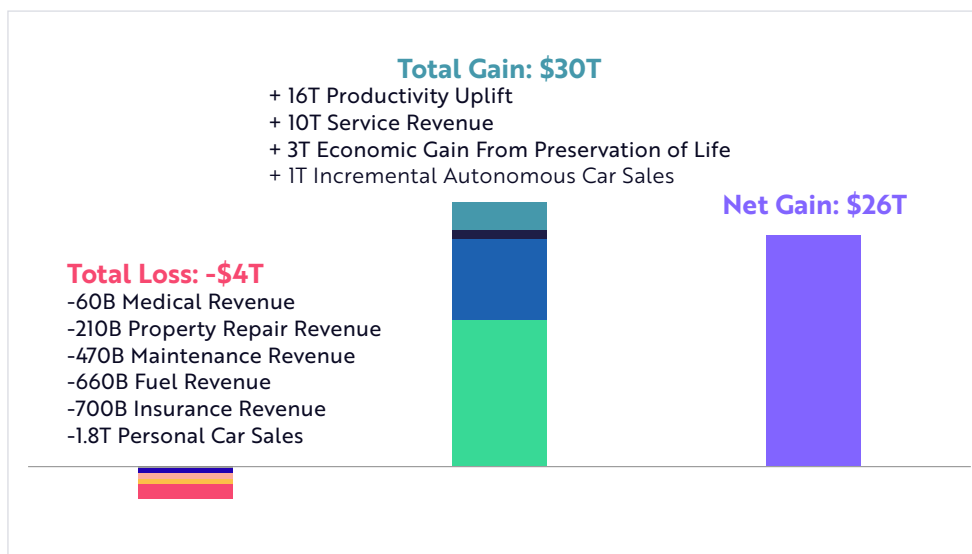 Total Gain: $30T
+ 16T Productivity Uplift
+ 10T Service Revenue
+ 3T Economic Gain From Preservation of Life
+ 1T Incremental Autonomous Car Sales
Net Gain: $26T
Total Loss: -$4T
-60B Medical Revenue
-210B Property Repair Revenue
-470B Maintenance Revenue
-660B Fuel Revenue
-700B Insurance Revenue
-1.8T Personal Car Sales